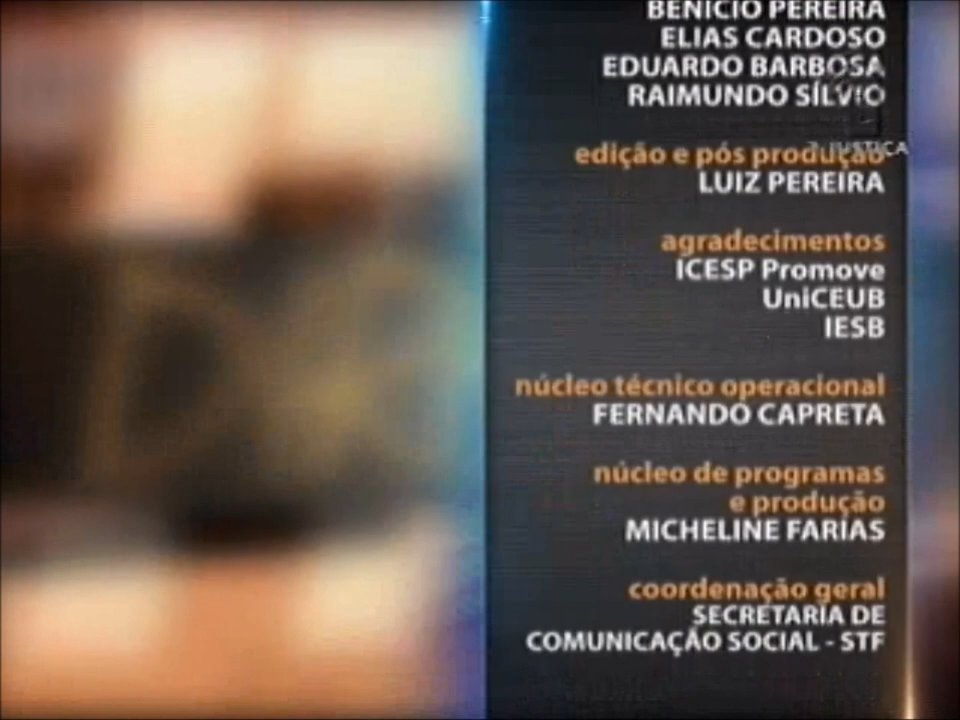 BENÍCIO PEREIRA
ELIAS CARDOSO
EDUARDO BARBOSA
RAIMUNDO SÍLVIO
edição e pós produção
LUIZ PEREIRA
agradecimentos
ICESP Promove
UniCEUB
IESB
núcleo técnico operacional
FERNANDO CAPRETA
núcleo de programas
e produção
MICHELINE FARIAS
coordenação geral
SECRETARIA DE
COMUNICAÇÃO SOCIAL - STF
JUSTIÇA